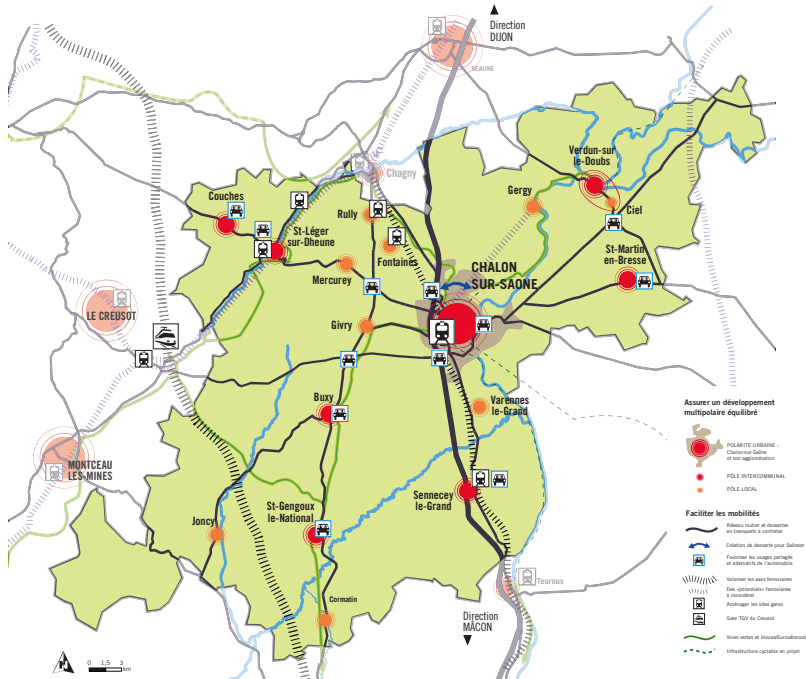 Direction
DIJON
BEAUNE
Verdun-sur
le-Doubs
Chagny
Couches
Rully
Gergy
Ciel
St-Léger
sur-Dheune
Fontaines
St-Martin
en-Bresse
Mercurey
CHALON
SUR-SAONE
LE CREUSOT
Givry
Buxy
Varennes
le-Grand
MONTCEAU
LES-MINES
Sennecey
le-Grand
St-Gengoux
le-National
Joncy
Tournus
Cormatin
Direction
MÂCON
0 1,5 3
km
Assurer un développement
multipolaire équilibré
POLARITE URBAINE -
Chalon-sur-Saône
et son agglomération
PÔLE INTERCOMMUNAL
PÔLE LOCAL
Faciliter les mobilités
Réseau routier et dessertes
en transports à conforter
Création de desserte pour Saôneor
Favoriser les usages partagés
et alternatifs de l'automobile
Valoriser les axes ferroviaires
Des «potentiels» ferroviaires
à considérer
Aménager les sites gares
Gare TGV du Creusot
Voies vertes et bleues/Eurovéloroute
Infrastructure cyclable en projet